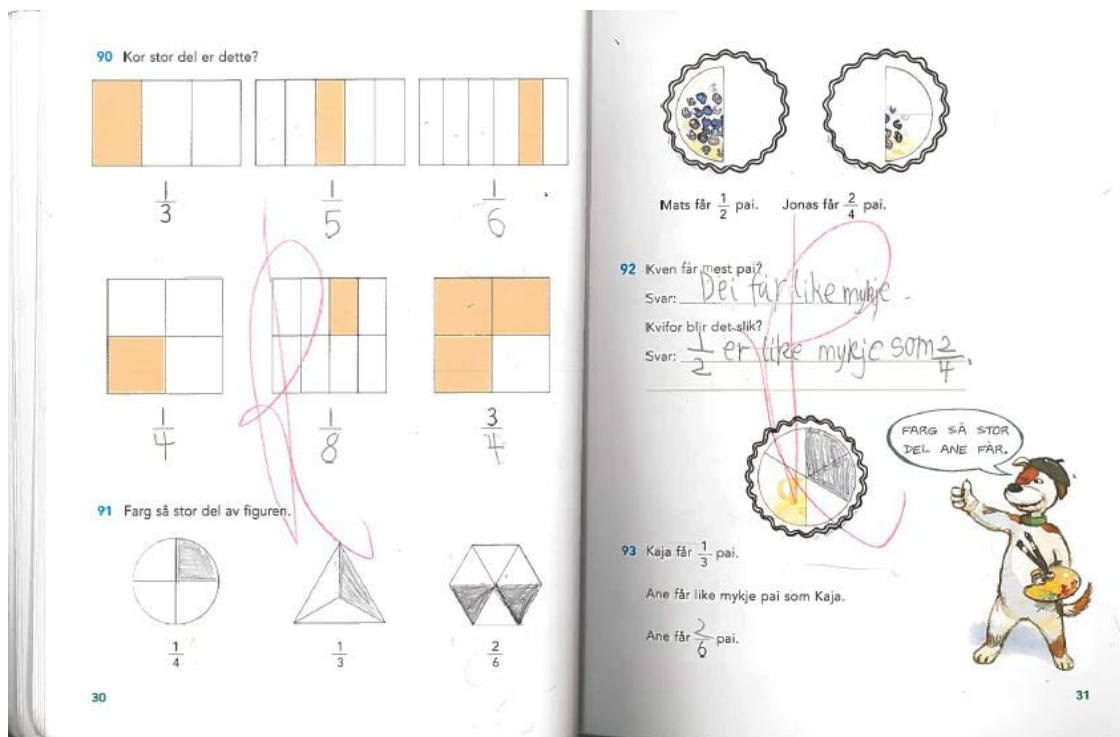 90 Kor stor del er dette?
1/3 1/5 1/6
1/4 1/8 3/4
91 Farg så stor del av figuren.
1/4 1/3 2/6
30
Mats får 1/2 pai. Jonas får 2/4 pai.
92 Kven får mest pai?
Svar: Dei får like mykje.
Kvifor blir det slik?
Svar: 1/2 er like mykje som 2/4.
FARG SÅ STOR
DEL ANE FÅR.
93 Kaja får 1/3 pai.
Ane får like mykje pai som Kaja.
Ane får 2/6 pai.
31